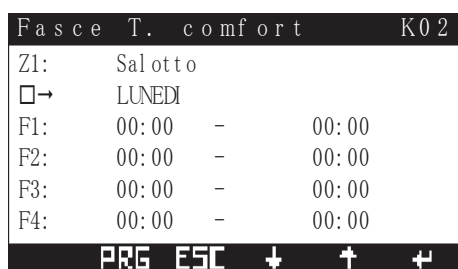 Fasce T. comfort K02
Z1: Salotto
□→ LUNEDI
F1: 00:00 - 00:00
F2: 00:00 - 00:00
F3: 00:00 - 00:00
F4: 00:00 - 00:00
PRG ESC ↓ ↑ ↵